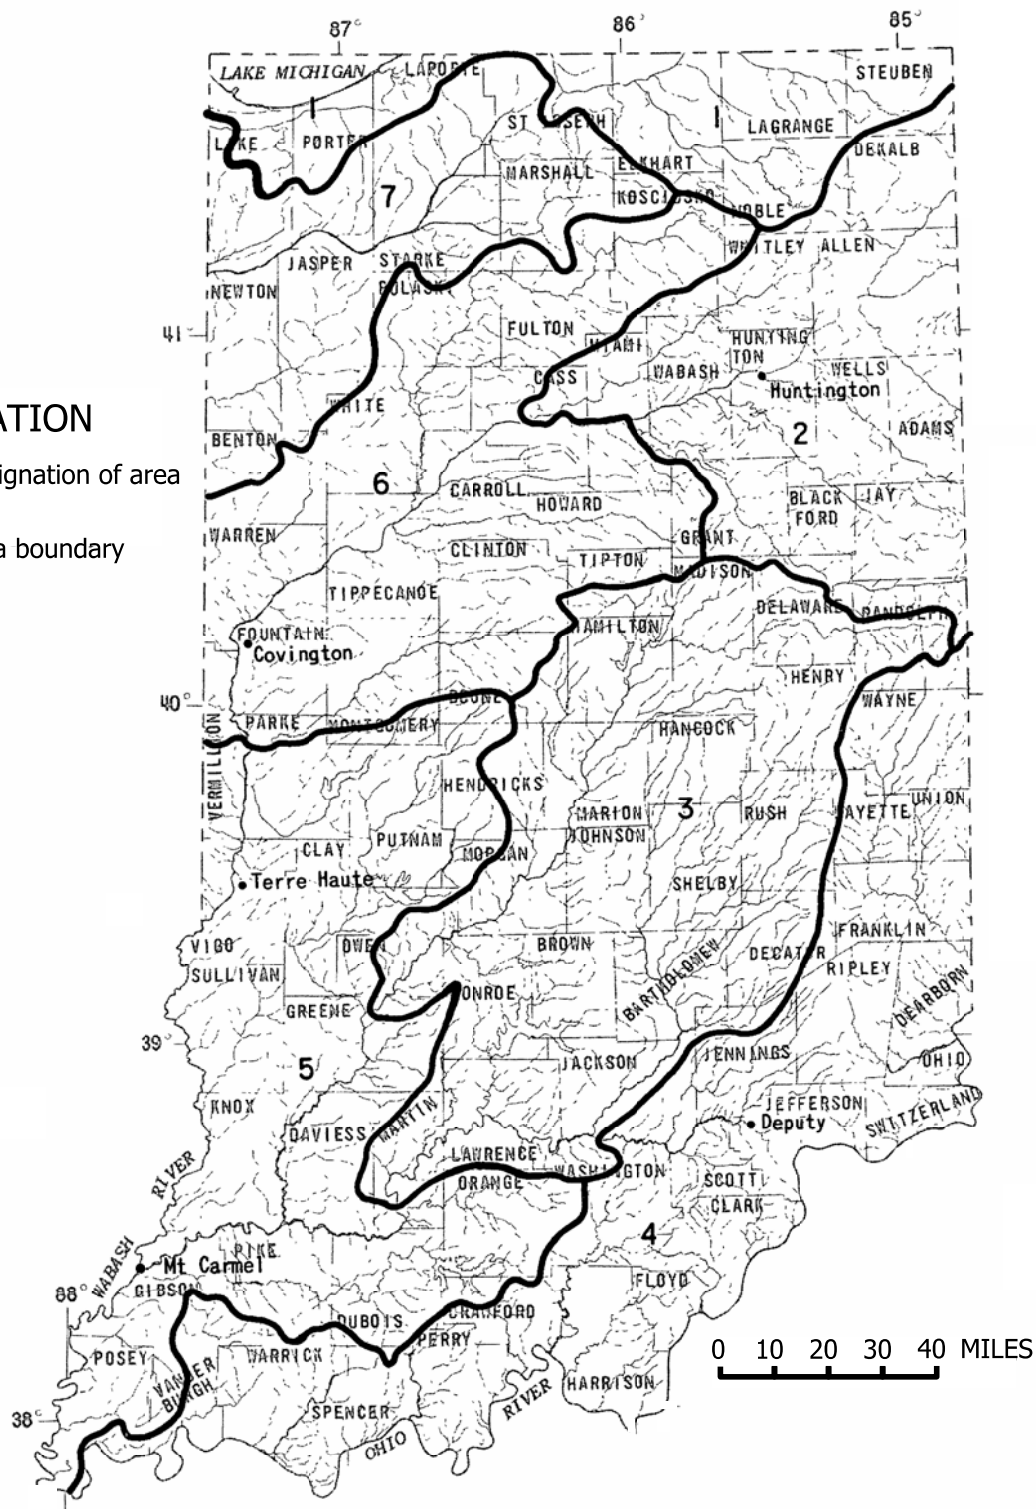 87°
86°
85°
LAKE MICHIGAN
LAPORTE
STEUBEN
1
1
ST JOSEPH
LAGRANGE
LAKE
PORTER
DEKALB
ELKHART
MARSHALL
7
KOSCIUSKO
NOBLE
WHITLEY
ALLEN
STARKE
JASPER
PULASKI
NEWTON
41°
FULTON
MIAMI
HUNTING
TON
CASS
WABASH
WELLS
Huntington
WHITE
ATION
BENTON
2
ADAMS
ignation of area
6
CARROLL
HOWARD
BLACK
FORD
JAY
WARREN
GRANT
a boundary
CLINTON
TIPTON
MADISON
TIPPECANOE
DELAWARE
RANDOLPH
FOUNTAIN
HAMILTON
Covington
HENRY
40°
BOONE
WAYNE
PARKE
MONTGOMERY
HANCOCK
VERMILLION
HENDRICKS
MARION
3
RUSH
FAYETTE
UNION
JOHNSON
PUTNAM
CLAY
MORGAN
Terre Haute
SHELBY
VIGO
OWEN
BROWN
FRANKLIN
DECATUR
SULLIVAN
RIPLEY
BARTHOLOMEW
DEARBORN
MONROE
GREENE
39°
5
JACKSON
JENNINGS
OHIO
KNOX
MARTIN
JEFFERSON
SWITZERLAND
DAVIESS
Deputy
LAWRENCE
WASHINGTON
ORANGE
SCOTT
CLARK
RIVER
4
WABASH
PIKE
Mt Carmel
88°
GIBSON
FLOYD
CRAWFORD
DUBOIS
PERRY
0 10 20 30 40 MILES
POSEY
WARRICK
VANDER
BURGH
HARRISON
RIVER
38°
SPENCER
OHIO